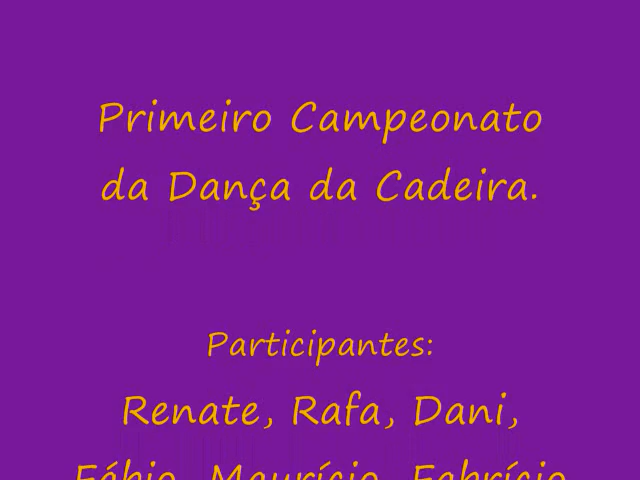 Primeiro Campeonato
da Dança da Cadeira.
Participantes:
Renate, Rafa, Dani,
Fábio, Maurício, Fabrício